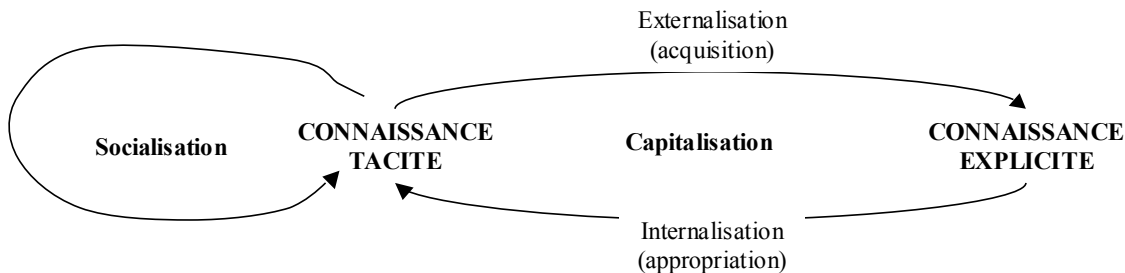 Externalisation
(acquisition)
Socialisation
CONNAISSANCE
TACITE
Capitalisation
CONNAISSANCE
EXPLICITE
Internalisation
(appropriation)